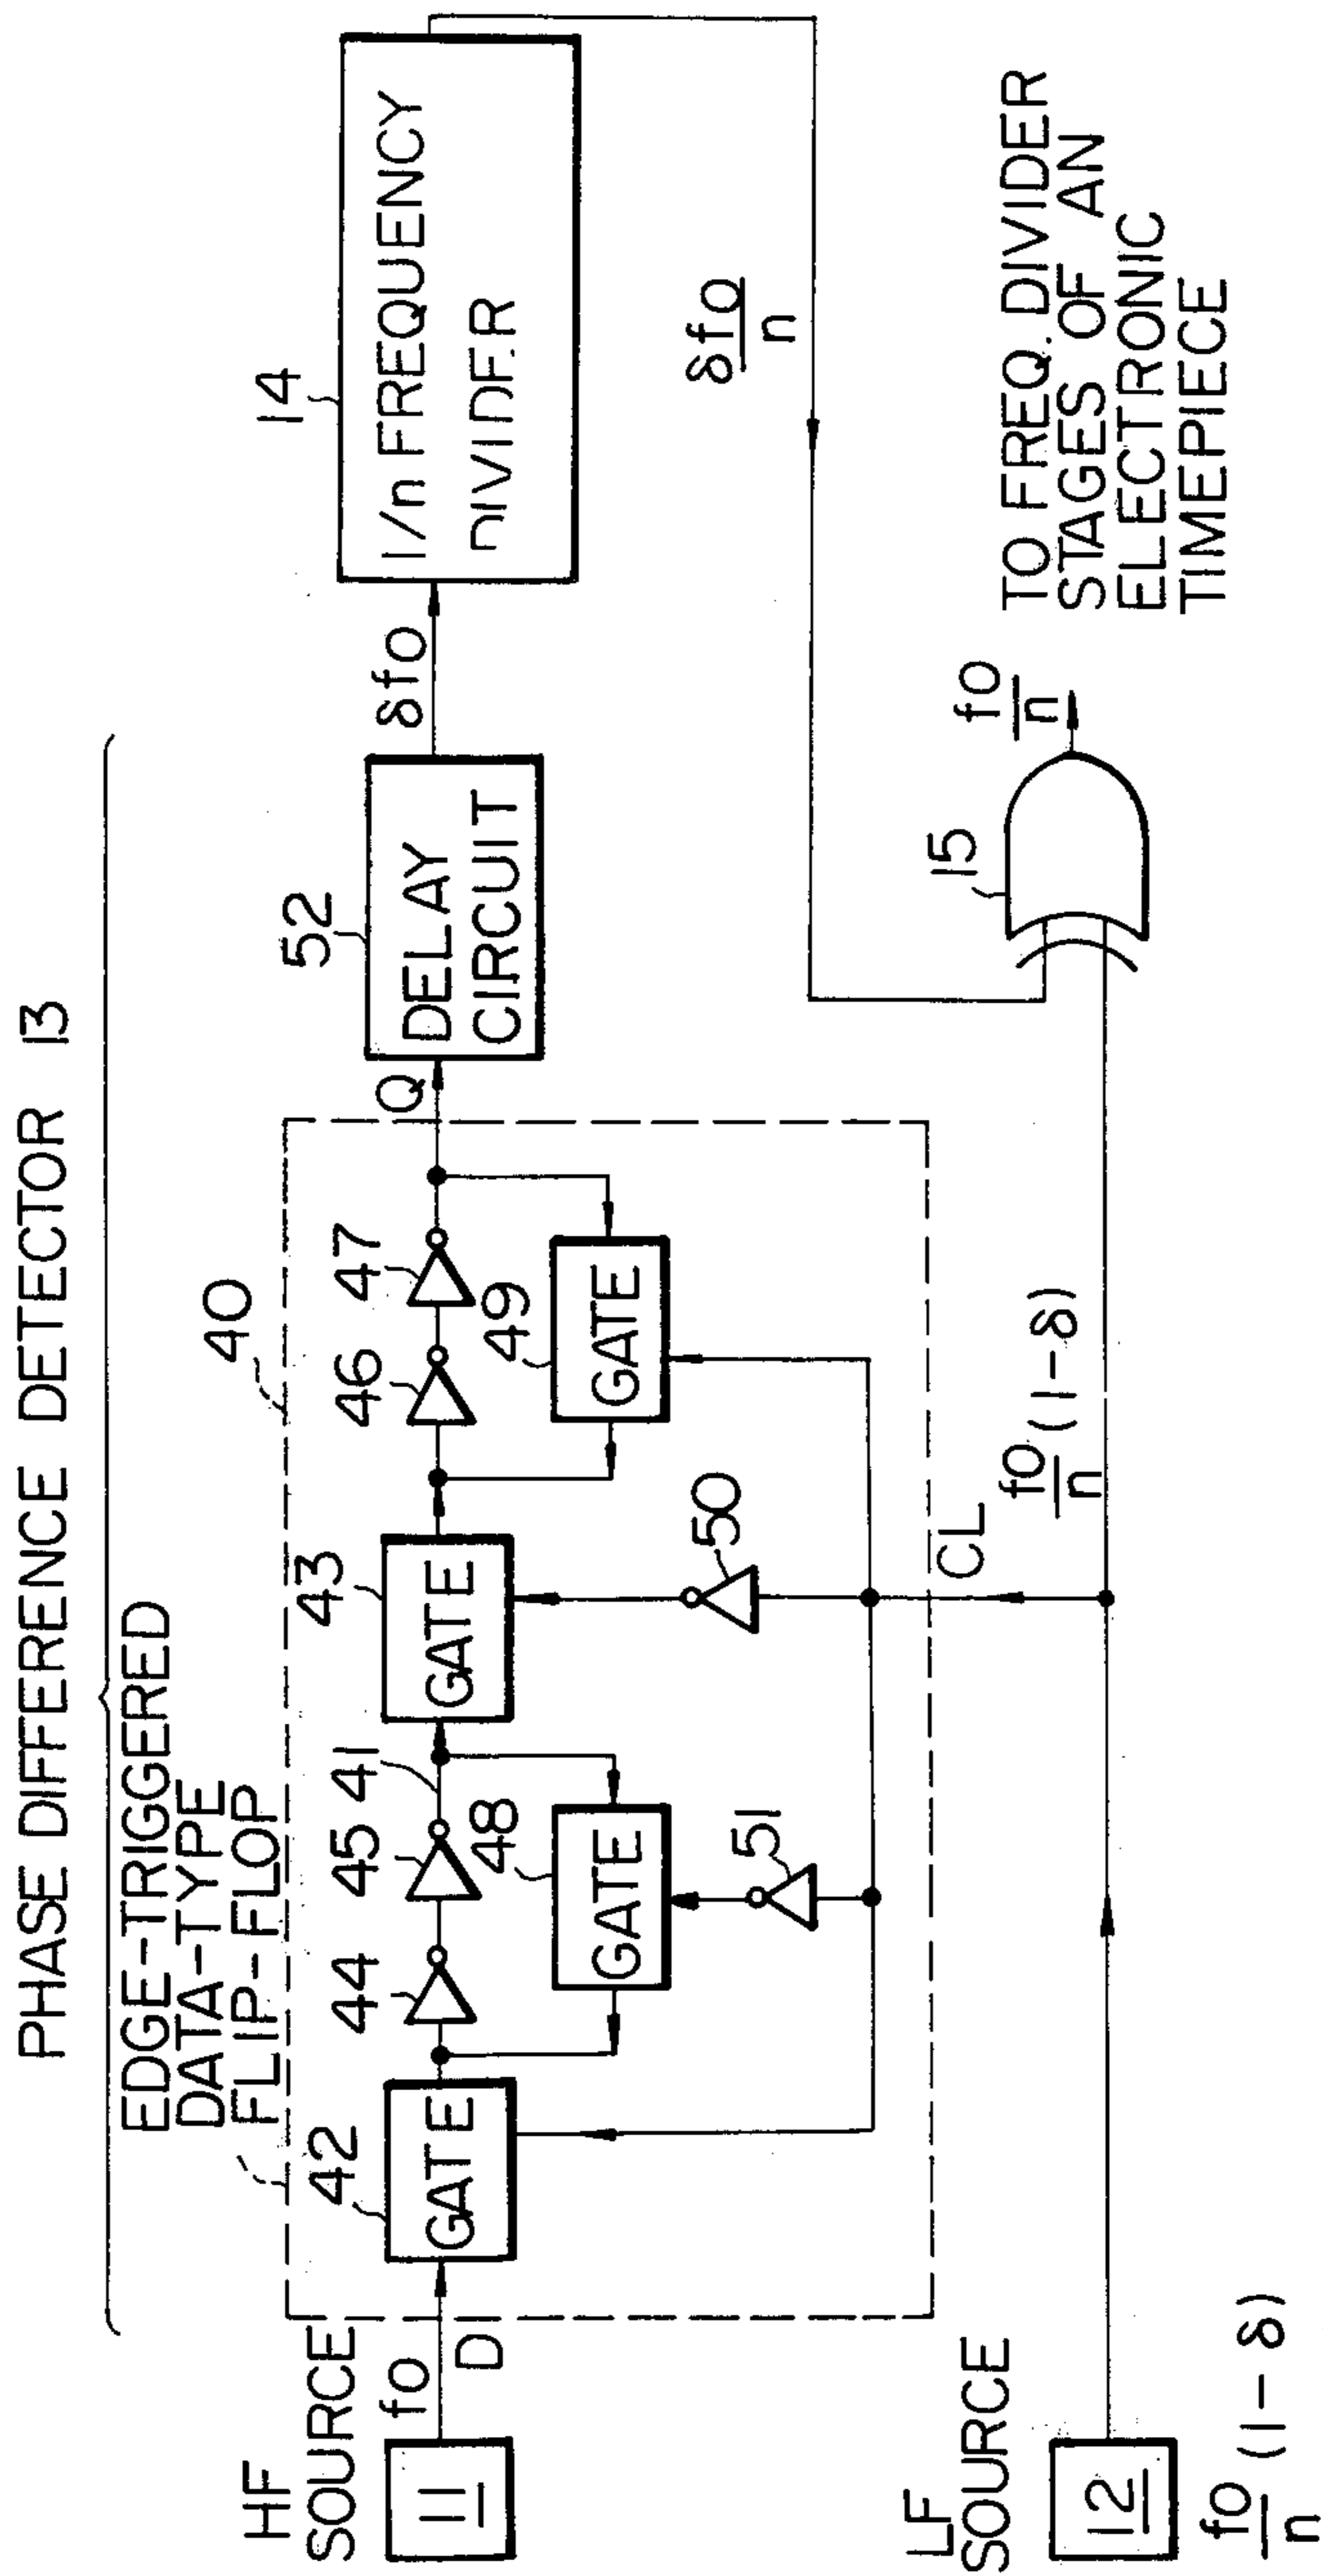 PHASE DIFFERENCE DETECTOR 13
EDGE-TRIGGERED
DATA-TYPE
FLIP-FLOP
40
HF
SOURCE
11
fo
D
42
GATE
44
45
41
48
GATE
51
43
GATE
50
46
47
49
GATE
Q
52
DELAY
CIRCUIT
δfo
14
1/n FREQUENCY
DIVIDER
δfo
n
CL
LF
SOURCE
12
fo (1-δ)
n
fo (1-δ)
n
15
fo
n
TO FREQ. DIVIDER
STAGES OF AN
ELECTRONIC
TIMEPIECE